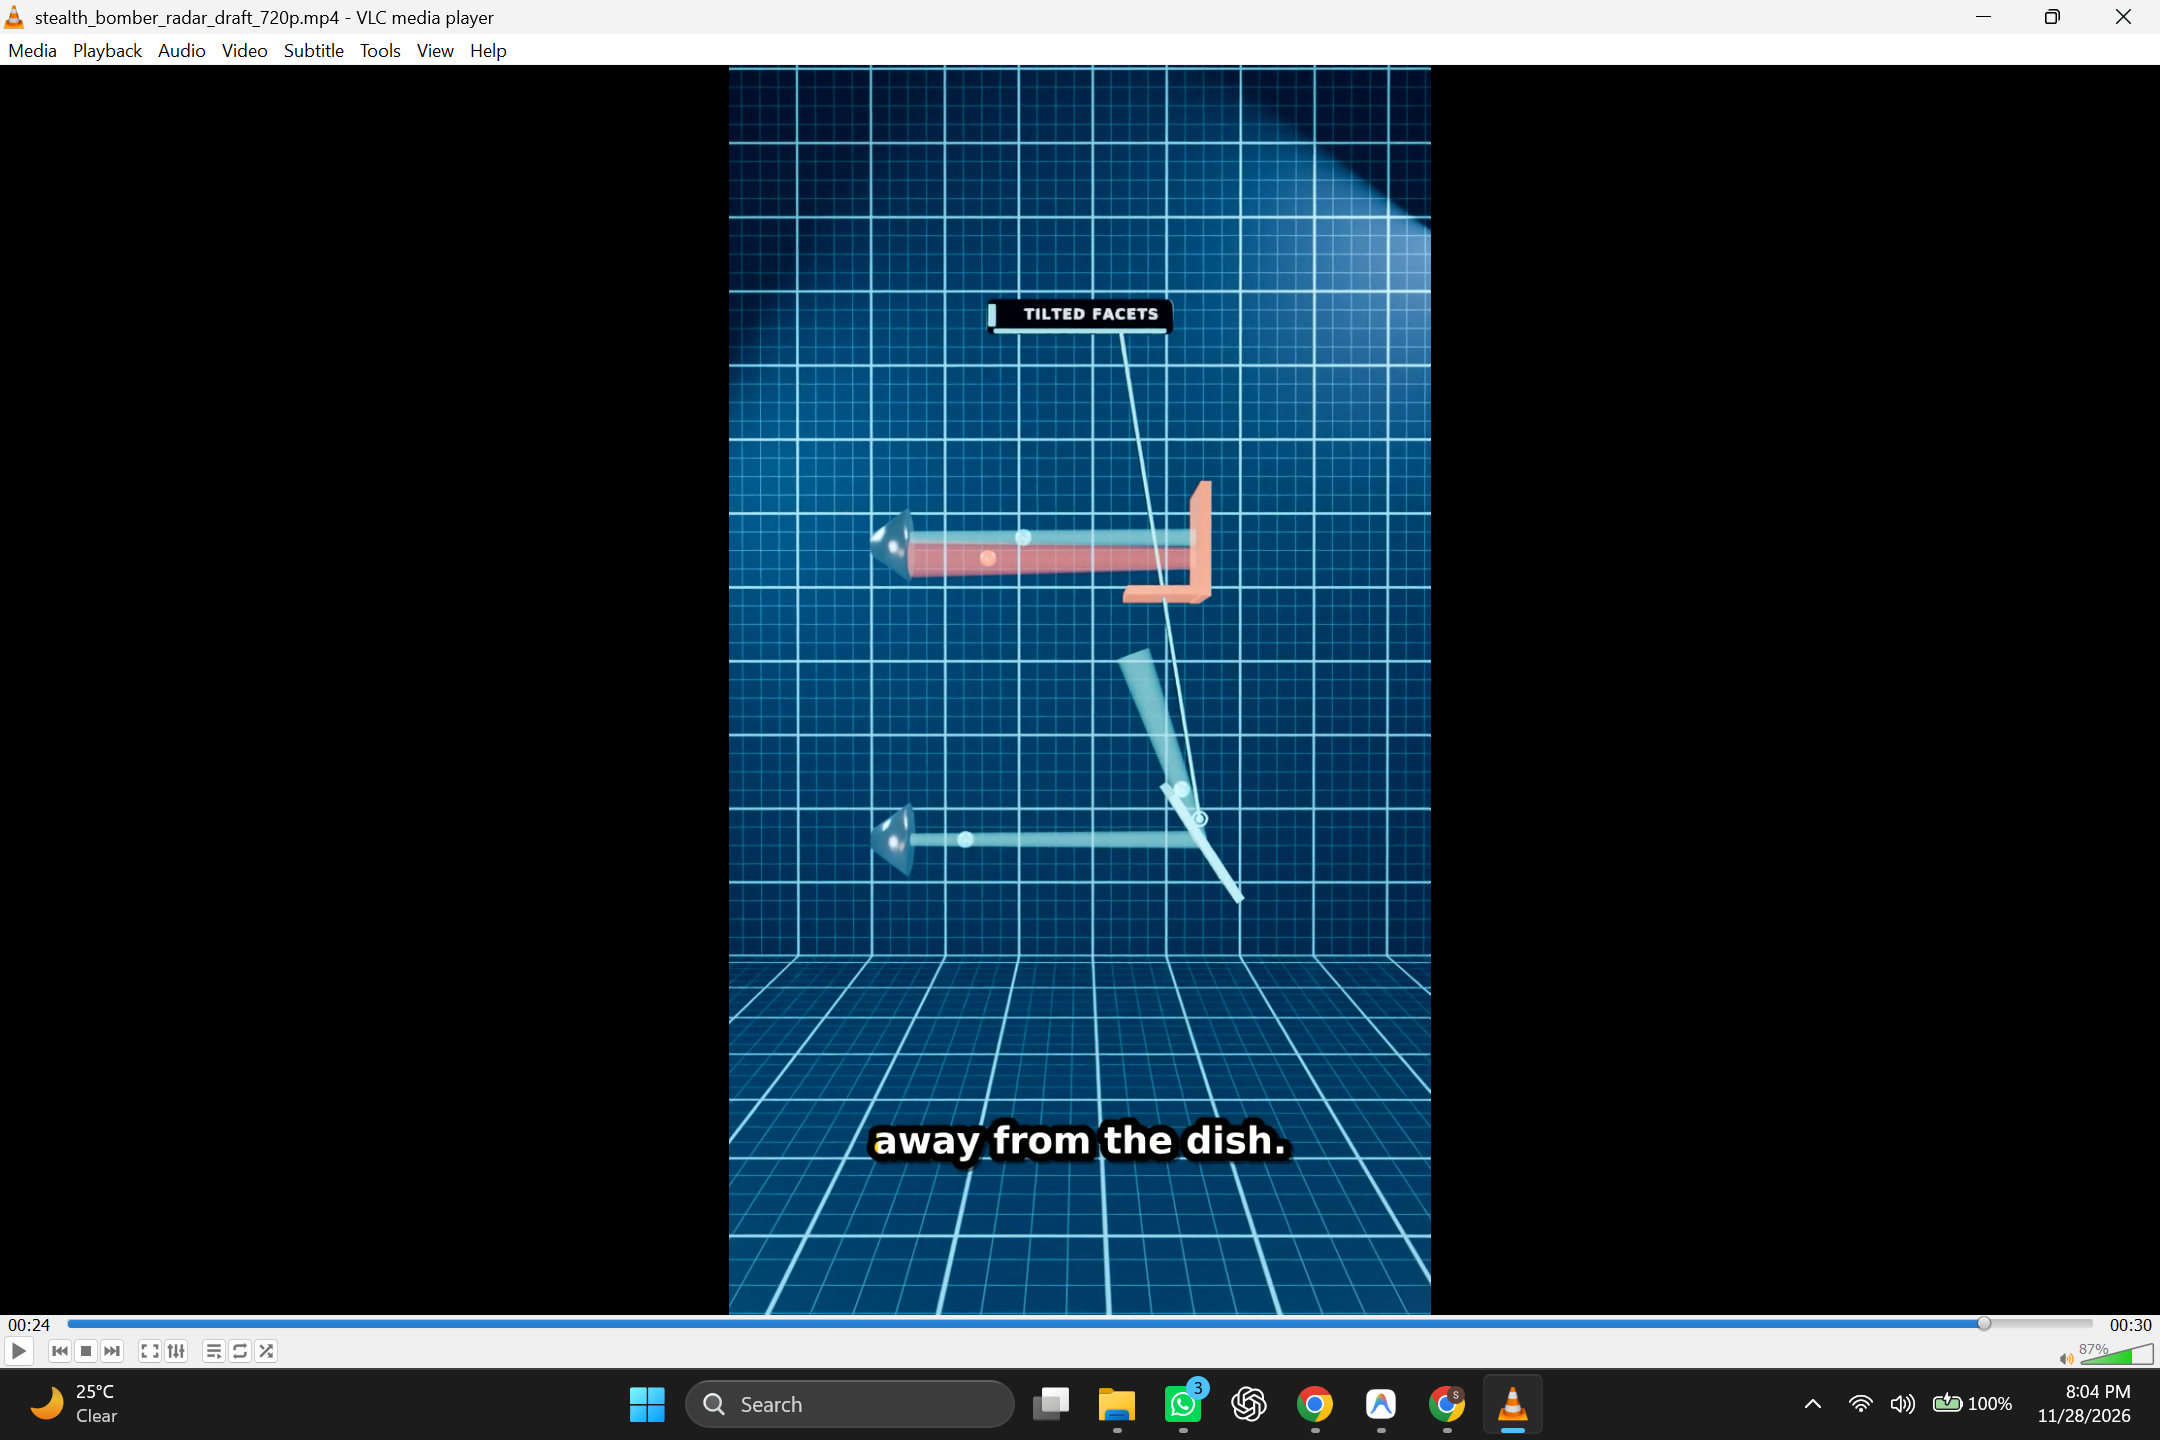 stealth_bomber_radar_draft_720p.mp4 - VLC media player
Media Playback Audio Video Subtitle Tools View Help
TILTED FACETS
away from the dish.
00:24
00:30
87%
25°C
Clear
Search
3
S
100%
8:04 PM
11/28/2026